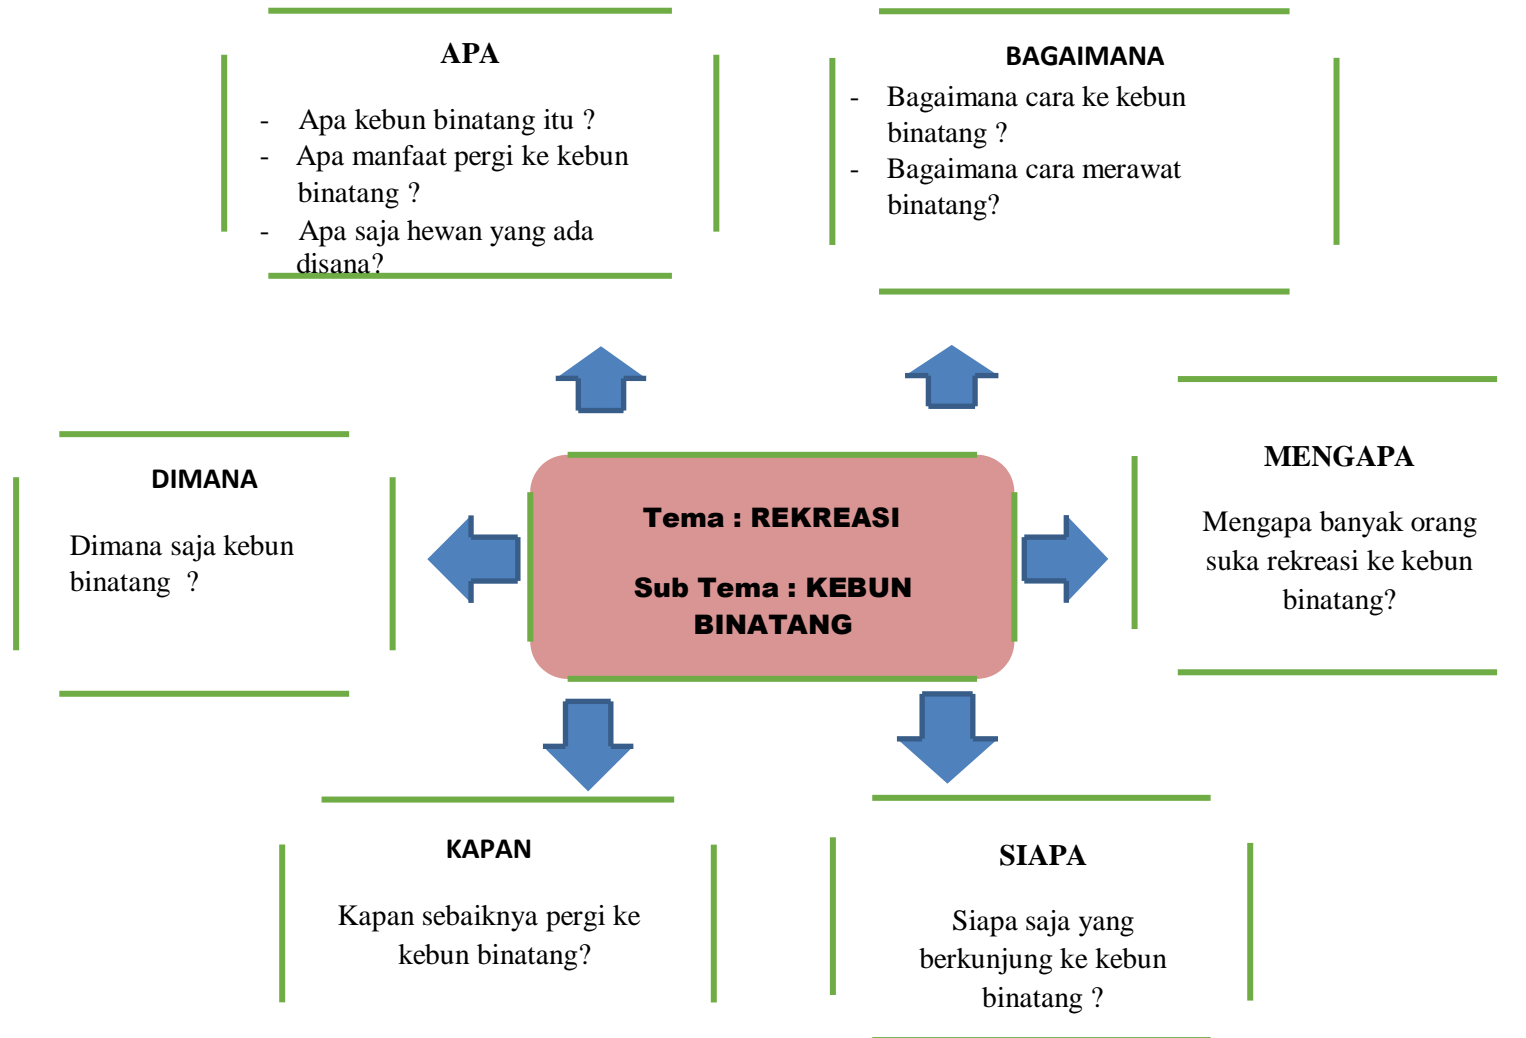 APA
- Apa kebun binatang itu ?
- Apa manfaat pergi ke kebun
binatang ?
- Apa saja hewan yang ada
disana?
BAGAIMANA
- Bagaimana cara ke kebun
binatang ?
- Bagaimana cara merawat
binatang?
DIMANA
Dimana saja kebun
binatang ?
Tema : REKREASI
Sub Tema : KEBUN
BINATANG
MENGAPA
Mengapa banyak orang
suka rekreasi ke kebun
binatang?
KAPAN
Kapan sebaiknya pergi ke
kebun binatang?
SIAPA
Siapa saja yang
berkunjung ke kebun
binatang ?